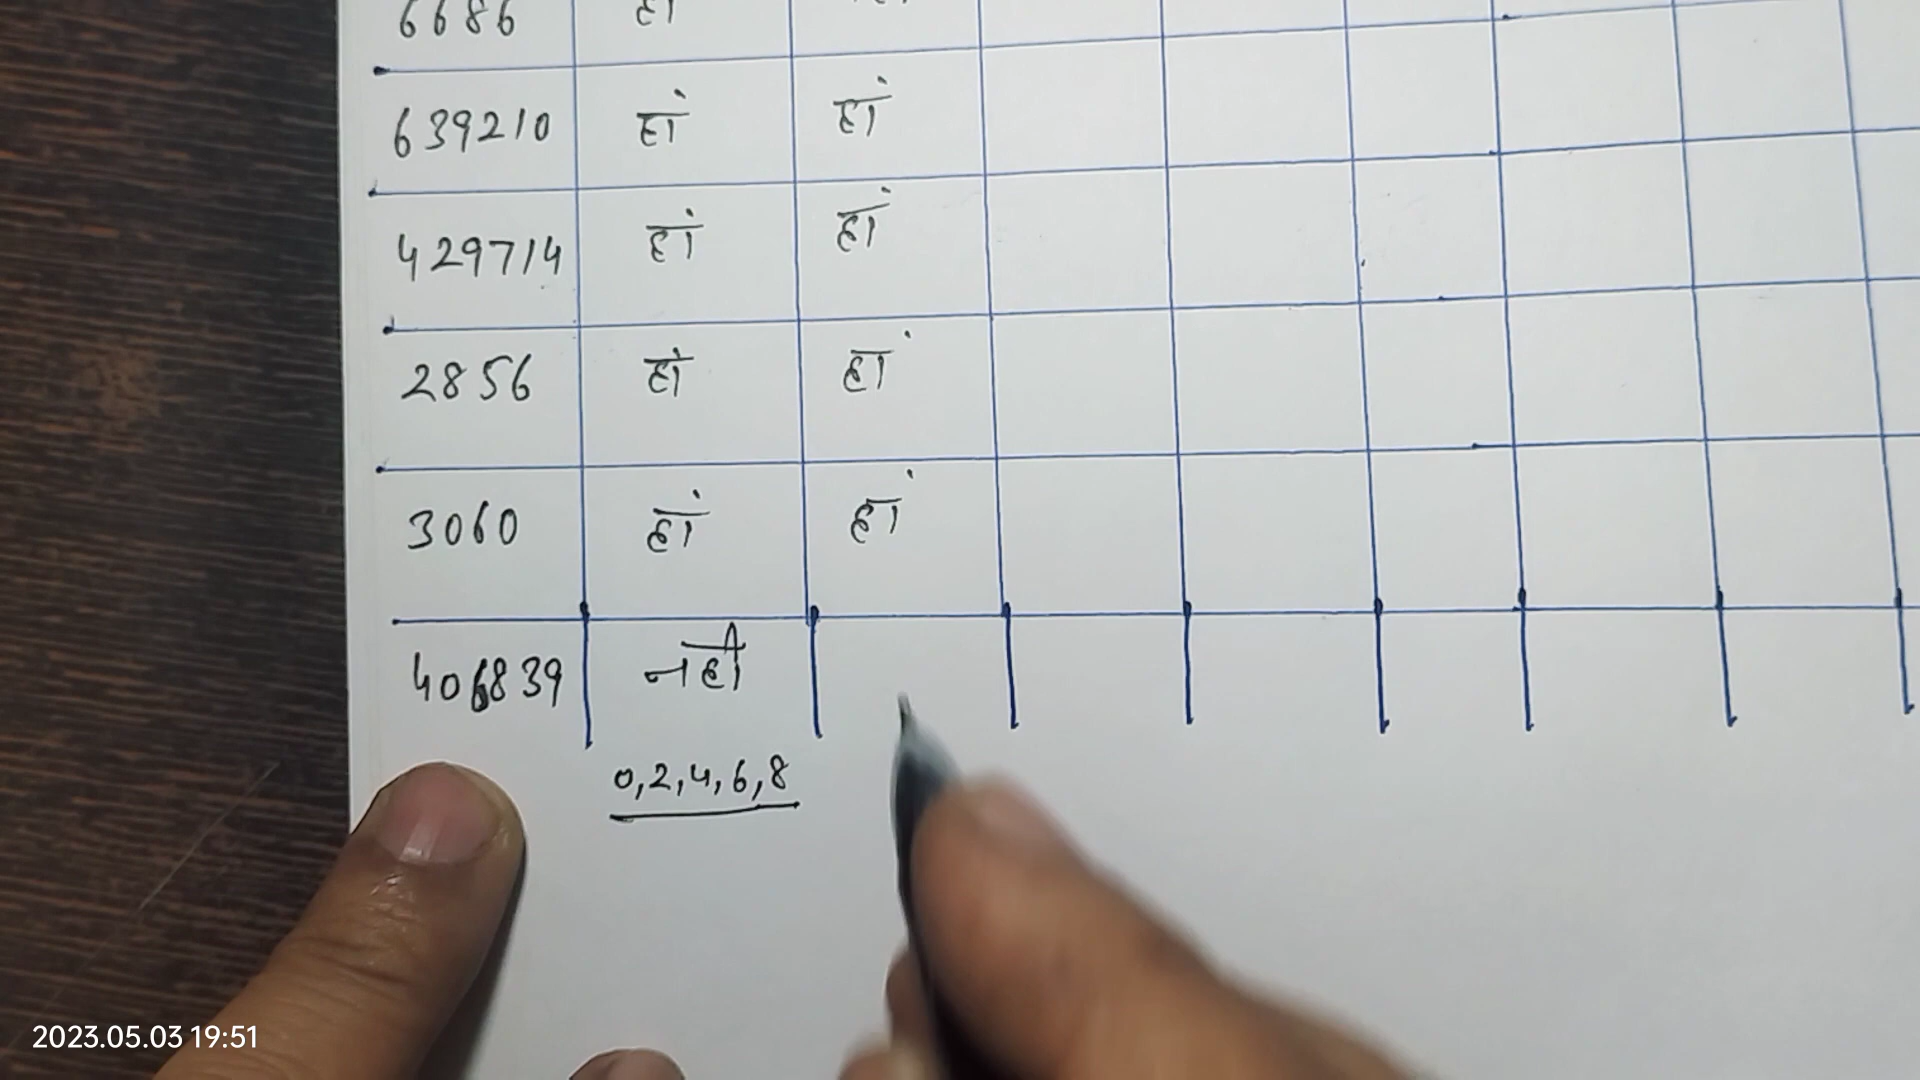 6686 हां
639210 हां हां
429714 हां हां
2856 हां हां
3060 हां हां
406839 नही
0,2,4,6,8
2023.05.03 19:51